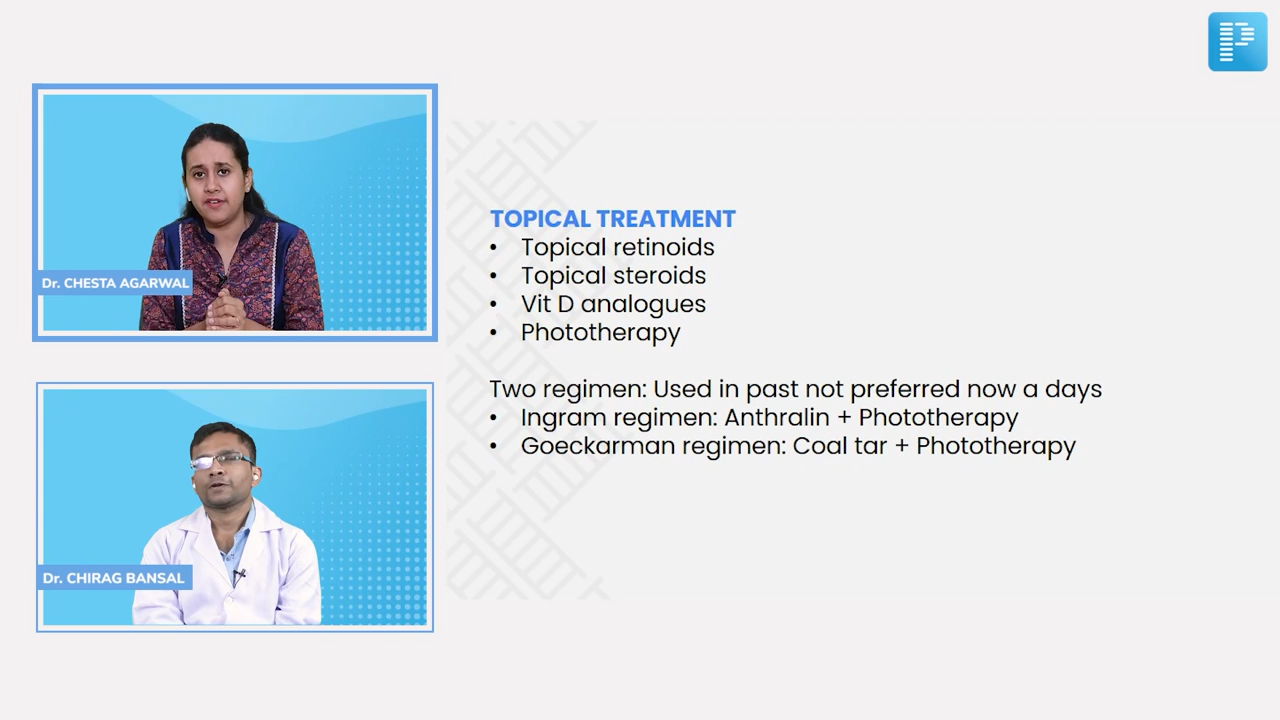 Dr. CHESTA AGARWAL
Dr. CHIRAG BANSAL
TOPICAL TREATMENT
• Topical retinoids
• Topical steroids
• Vit D analogues
• Phototherapy
Two regimen: Used in past not preferred now a days
• Ingram regimen: Anthralin + Phototherapy
• Goeckarman regimen: Coal tar + Phototherapy